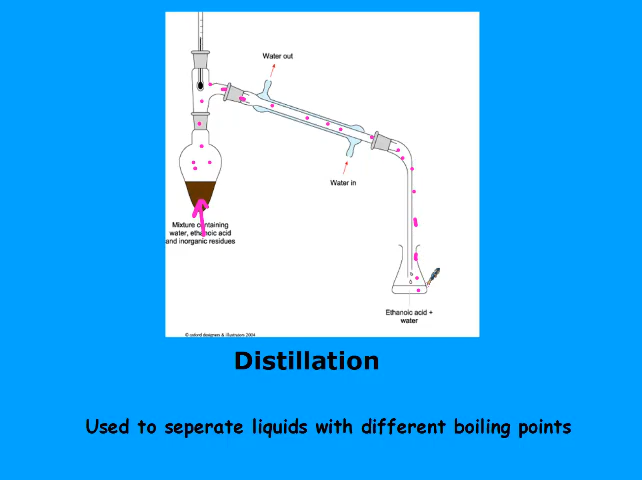 Water out
Water in
Mixture containing
water, ethanoic acid
and inorganic residues
Ethanoic acid +
water
© oxford designers & illustrators 2004
Distillation
Used to seperate liquids with different boiling points